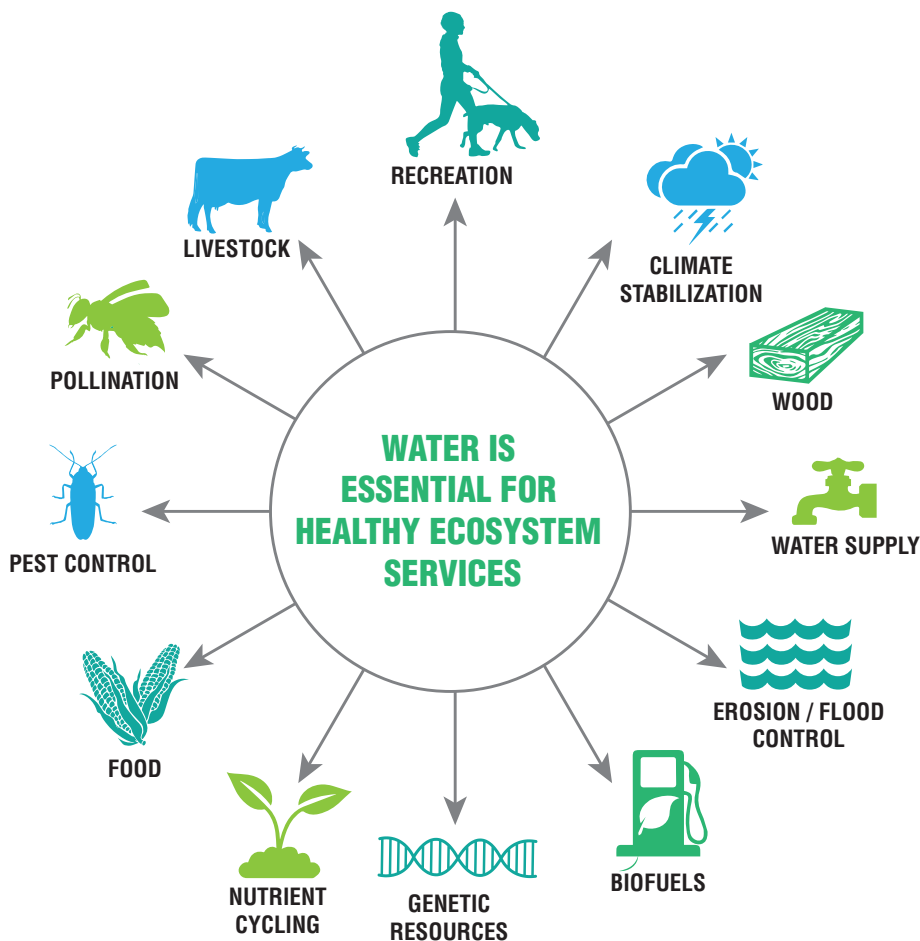 RECREATION
CLIMATE
STABILIZATION
WOOD
WATER SUPPLY
EROSION / FLOOD
CONTROL
BIOFUELS
GENETIC
RESOURCES
NUTRIENT
CYCLING
FOOD
PEST CONTROL
POLLINATION
LIVESTOCK
WATER IS
ESSENTIAL FOR
HEALTHY ECOSYSTEM
SERVICES